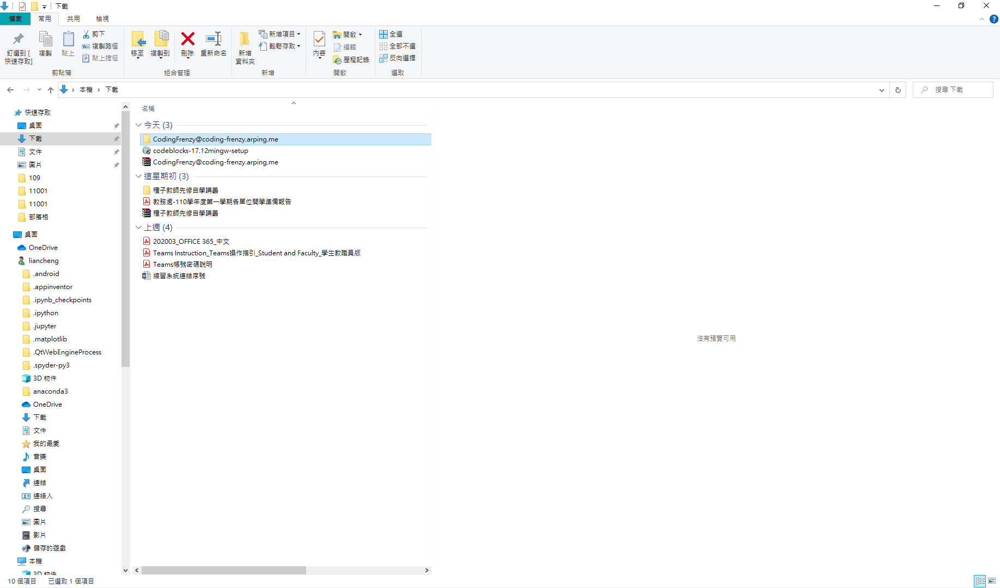 下載
檔案
常用
共用
檢視
釘選到 [
快速存取]
複製
貼上
剪下
複製路徑
貼上捷徑
剪貼簿
移至
複製到
刪除
重新命名
組合管理
新增
資料夾
新增項目
輕鬆存取
新增
內容
開啟
編輯
歷程記錄
開啟
全選
全部不選
反向選擇
選取
本機
下載
搜尋 下載
快速存取
桌面
下載
文件
圖片
109
11001
11001
部落格
桌面
OneDrive
liancheng
.android
.appinventor
.ipynb_checkpoints
.ipython
.jupyter
.matplotlib
.QtWebEngineProcess
.spyder-py3
3D 物件
anaconda3
OneDrive
下載
文件
我的最愛
音樂
桌面
連結
連絡人
搜尋
圖片
影片
儲存的遊戲
本機
3D 物件
名稱
今天 (3)
CodingFrenzy@coding-frenzy.arping.me
codeblocks-17.12mingw-setup
CodingFrenzy@coding-frenzy.arping.me
這星期初 (3)
種子教師先修自學講義
教務處-110學年度第一學期各單位開學準備報告
種子教師先修自學講義
上週 (4)
202003_OFFICE 365_中文
Teams Instruction_Teams操作指引_Student and Faculty_學生教職員版
Teams帳號密碼說明
練習系統連結序號
沒有預覽可用
10 個項目
已選取 1 個項目